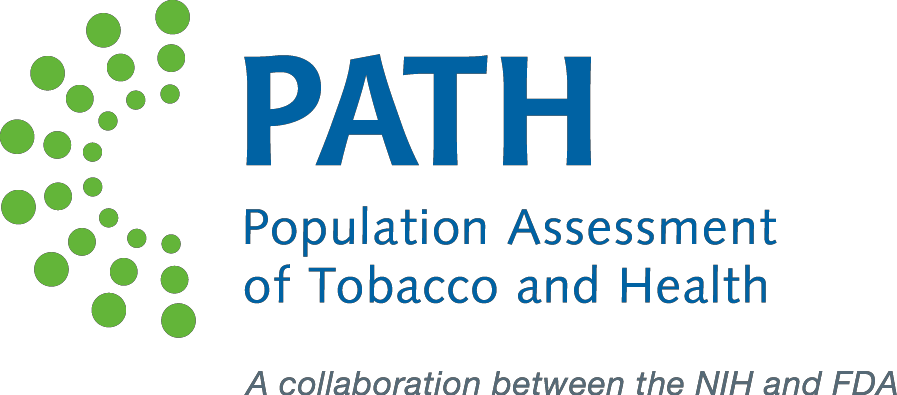 PATH
Population Assessment
of Tobacco and Health
A collaboration between the NIH and FDA